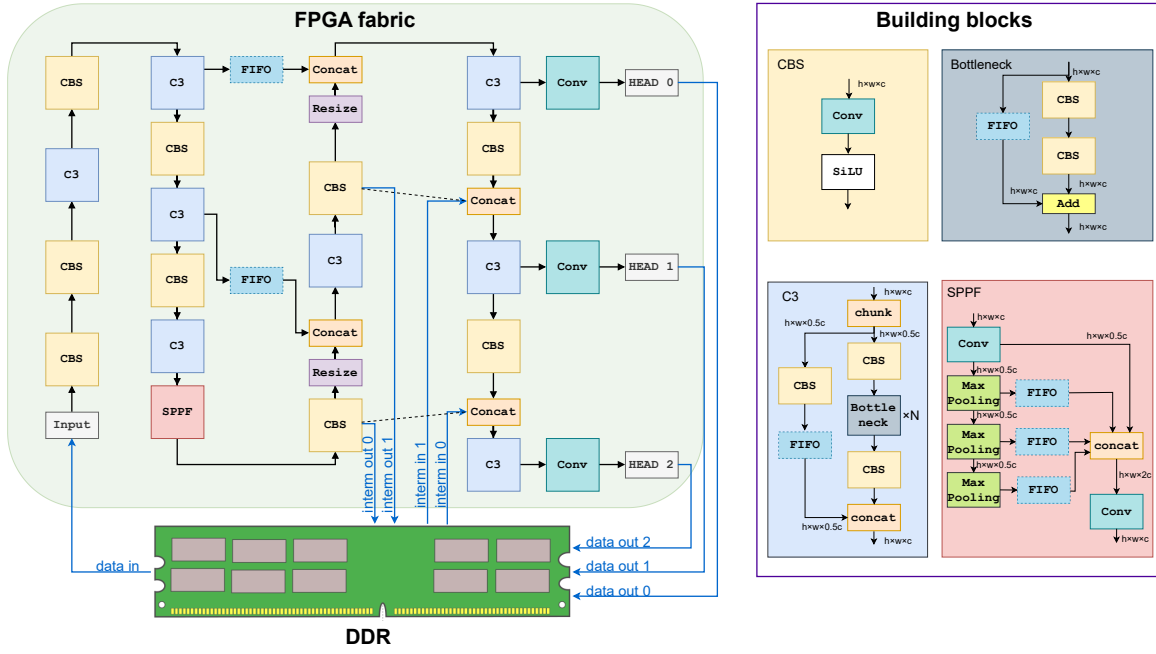 FPGA fabric
CBS
C3
CBS
CBS
Input
C3
CBS
C3
CBS
C3
SPPF
FIFO
FIFO
Concat
Resize
CBS
C3
Concat
Resize
CBS
C3
CBS
Concat
C3
CBS
Concat
C3
Conv
HEAD 0
Conv
HEAD 1
Conv
HEAD 2
interm out 0
interm out 1
interm in 1
interm in 0
data in
data out 2
data out 1
data out 0
DDR
Building blocks
CBS
h×w×c
Conv
SiLU
Bottleneck
h×w×c
CBS
FIFO
CBS
h×w×c
h×w×c
Add
h×w×c
C3
h×w×c
chunk
h×w×0.5c
h×w×0.5c
CBS
CBS
Bottle
neck
×N
FIFO
CBS
concat
h×w×0.5c
h×w×c
SPPF
h×w×c
Conv
h×w×0.5c
h×w×0.5c
Max
Pooling
FIFO
h×w×0.5c
Max
Pooling
FIFO
concat
h×w×0.5c
Max
Pooling
FIFO
h×w×2c
Conv
h×w×c